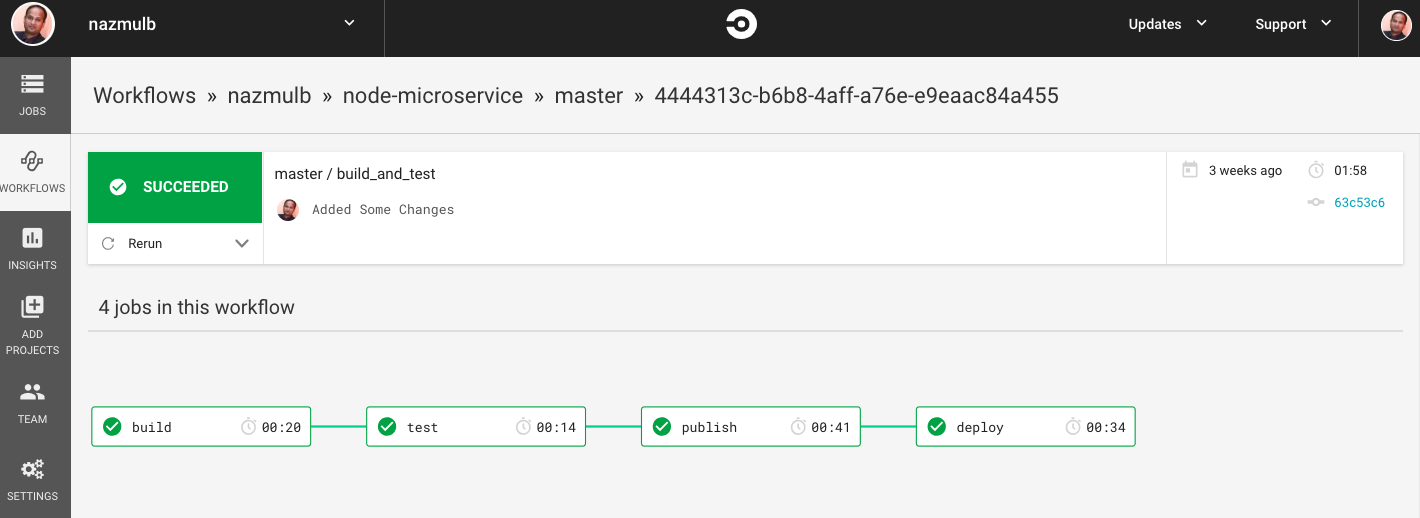 nazmulb
Updates
Support
JOBS
WORKFLOWS
INSIGHTS
ADD
PROJECTS
TEAM
SETTINGS
Workflows » nazmulb » node-microservice » master » 4444313c-b6b8-4aff-a76e-e9eaac84a455
SUCCEEDED
Rerun
master / build_and_test
Added Some Changes
3 weeks ago
01:58
63c53c6
4 jobs in this workflow
build 00:20
test 00:14
publish 00:41
deploy 00:34